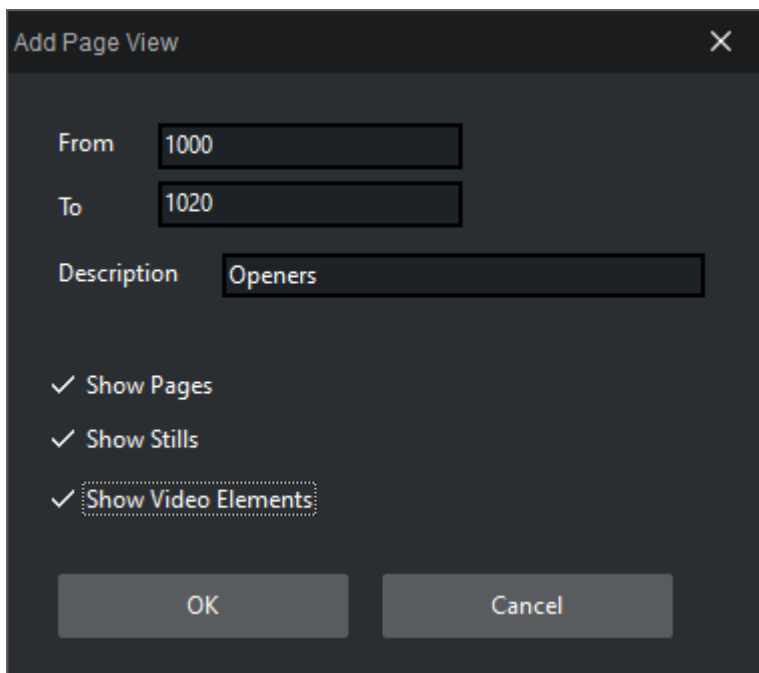 Add Page View
From 1000
To 1020
Description Openers
Show Pages
Show Stills
Show Video Elements
OK Cancel